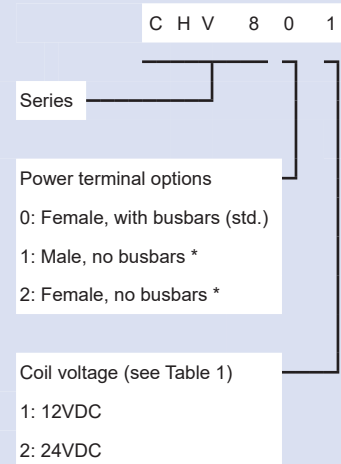 C H V 8 0 1
Series
Power terminal options
0: Female, with busbars (std.)
1: Male, no busbars *
2: Female, no busbars *
Coil voltage (see Table 1)
1: 12VDC
2: 24VDC